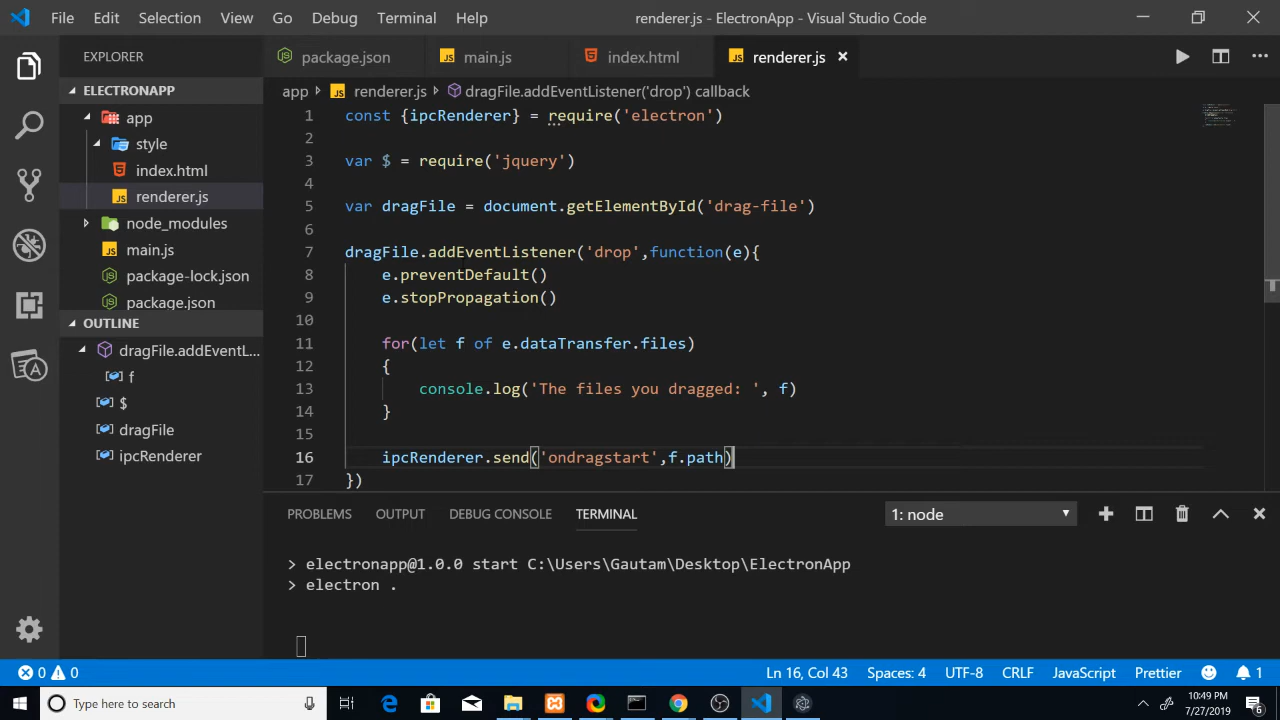 File Edit Selection View Go Debug Terminal Help renderer.js - ElectronApp - Visual Studio Code
EXPLORER
package.json main.js index.html renderer.js
ELECTRONAPP
app
style
index.html
renderer.js
node_modules
main.js
package-lock.json
package.json
OUTLINE
dragFile.addEventL...
f
$
dragFile
ipcRenderer
app renderer.js dragFile.addEventListener('drop') callback
1 const {ipcRenderer} = require('electron')
2
3 var $ = require('jquery')
4
5 var dragFile = document.getElementById('drag-file')
6
7 dragFile.addEventListener('drop',function(e){
8 e.preventDefault()
9 e.stopPropagation()
10
11 for(let f of e.dataTransfer.files)
12 {
13 console.log('The files you dragged: ', f)
14 }
15
16 ipcRenderer.send('ondragstart',f.path)
17 })
PROBLEMS OUTPUT DEBUG CONSOLE TERMINAL 1: node
> electronapp@1.0.0 start C:\Users\Gautam\Desktop\ElectronApp
> electron .
0 0 Ln 16, Col 43 Spaces: 4 UTF-8 CRLF JavaScript Prettier 1
Type here to search
10:49 PM
7/27/2019
6